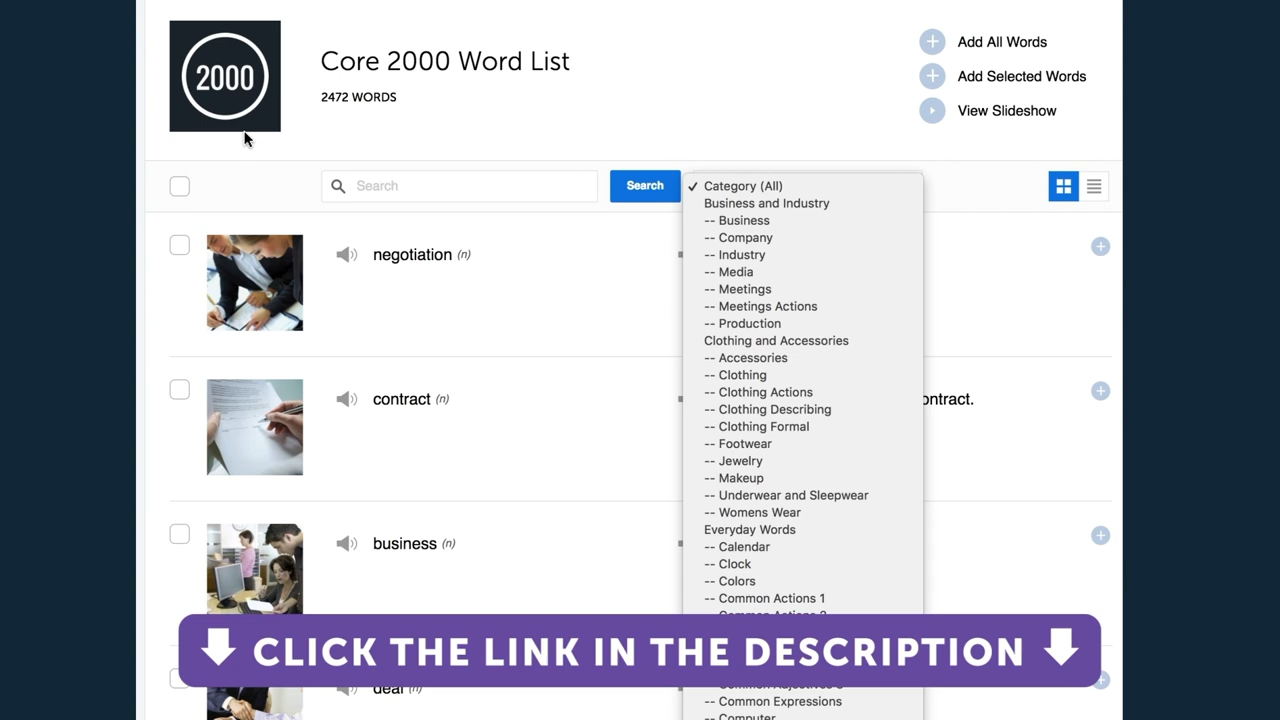 2000
Core 2000 Word List
2472 WORDS
Add All Words
Add Selected Words
View Slideshow
Search
Search
✓ Category (All)
Business and Industry
-- Business
-- Company
-- Industry
-- Media
-- Meetings
-- Meetings Actions
-- Production
Clothing and Accessories
-- Accessories
-- Clothing
-- Clothing Actions
-- Clothing Describing
-- Clothing Formal
-- Footwear
-- Jewelry
-- Makeup
-- Underwear and Sleepwear
-- Womens Wear
Everyday Words
-- Calendar
-- Clock
-- Colors
-- Common Actions 1
-- Common Expressions
-- Computer
negotiation (n)
contract (n)
ontract.
business (n)
deal (n)
CLICK THE LINK IN THE DESCRIPTION